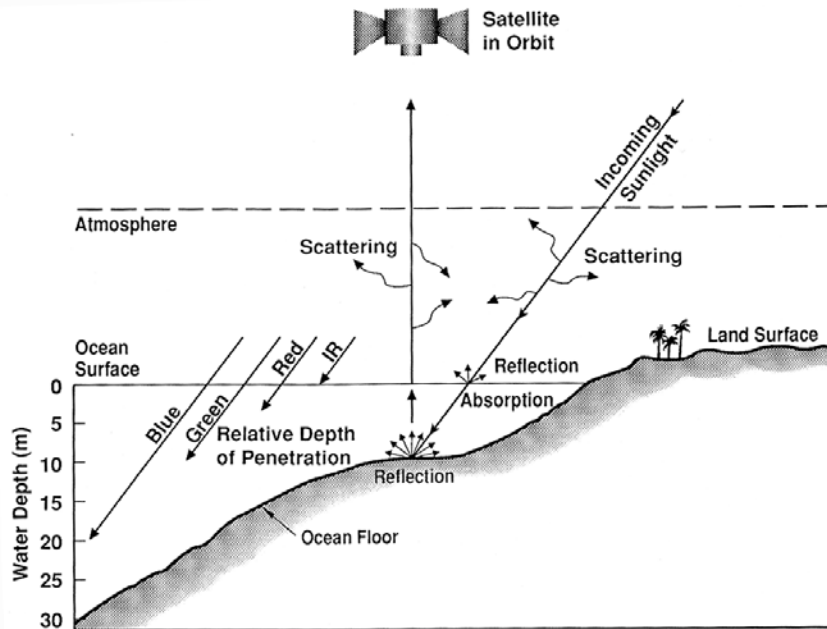 Satellite
in Orbit
Incoming
Sunlight
Atmosphere
Scattering
Scattering
Ocean
Surface
Blue
Green
Red
IR
Reflection
Land Surface
Absorption
Relative Depth
of Penetration
Reflection
Ocean Floor
Water Depth (m)
0
5
10
15
20
25
30